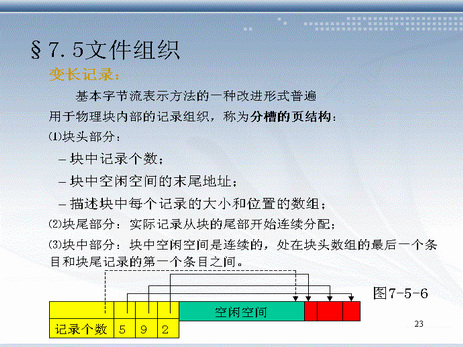 §7.5文件组织
变长记录：
基本字节流表示方法的一种改进形式普遍
用于物理块内部的记录组织，称为分槽的页结构：
⑴块头部分：
–块中记录个数；
–块中空闲空间的末尾地址；
–描述块中每个记录的大小和位置的数组；
⑵块尾部分：实际记录从块的尾部开始连续分配；
⑶块中部分：块中空闲空间是连续的，处在块头数组的最后一个条
目和块尾记录的第一个条目之间。
图7-5-6
空闲空间
记录个数 5 9 2
23